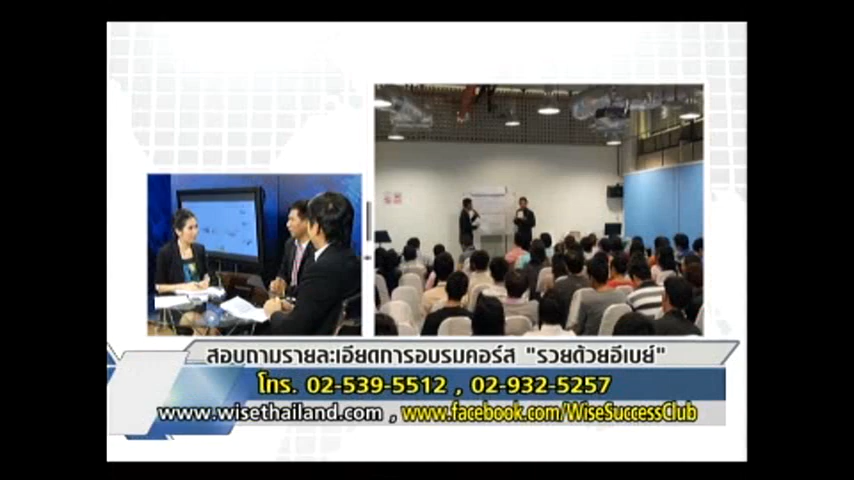 สอบถามรายละเอียดการอบรมคอร์ส "รวยด้วยอีเบย์"
โทร. 02-539-5512 , 02-932-5257
www.wisethailand.com , www.facebook.com/WiseSuccessClub